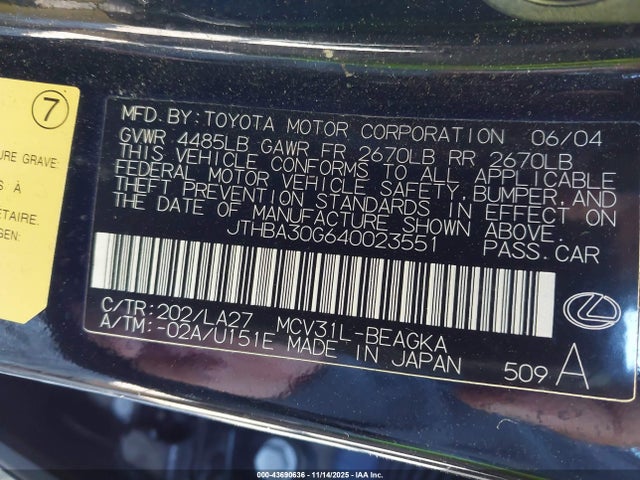 7
URE GRAVE:
S À
ÉTAIRE.
GEN:
MFD.BY:TOYOTA MOTOR CORPORATION 06/04
GVWR 4485LB GAWR FR 2670LB RR 2670LB
THIS VEHICLE CONFORMS TO ALL APPLICABLE
FEDERAL MOTOR VEHICLE SAFETY,BUMPER,AND
THEFT PREVENTION STANDARDS IN EFFECT ON
THE DATE OF MANUFACTURE SHOWN ABOVE.
JTHBA30G640023551 PASS.CAR
C/TR:202/LA27 MCV31L-BEAGKA
A/TM:-02A/U151E MADE IN JAPAN
509 A
000-43690636 - 11/14/2025 - IAA Inc.